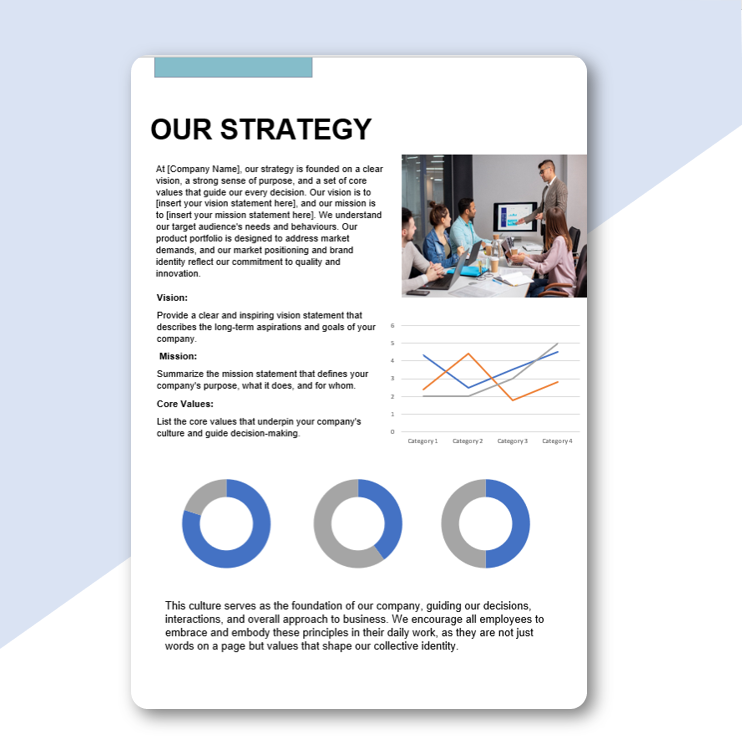 OUR STRATEGY
At [Company Name], our strategy is founded on a clear
vision, a strong sense of purpose, and a set of core
values that guide our every decision. Our vision is to
[insert your vision statement here], and our mission is
to [insert your mission statement here]. We understand
our target audience's needs and behaviours. Our
product portfolio is designed to address market
demands, and our market positioning and brand
identity reflect our commitment to quality and
innovation.
Vision:
Provide a clear and inspiring vision statement that
describes the long-term aspirations and goals of your
company.
Mission:
Summarize the mission statement that defines your
company's purpose, what it does, and for whom.
Core Values:
List the core values that underpin your company's
culture and guide decision-making.
6
5
4
3
2
1
0
Category 1 Category 2 Category 3 Category 4
This culture serves as the foundation of our company, guiding our decisions,
interactions, and overall approach to business. We encourage all employees to
embrace and embody these principles in their daily work, as they are not just
words on a page but values that shape our collective identity.